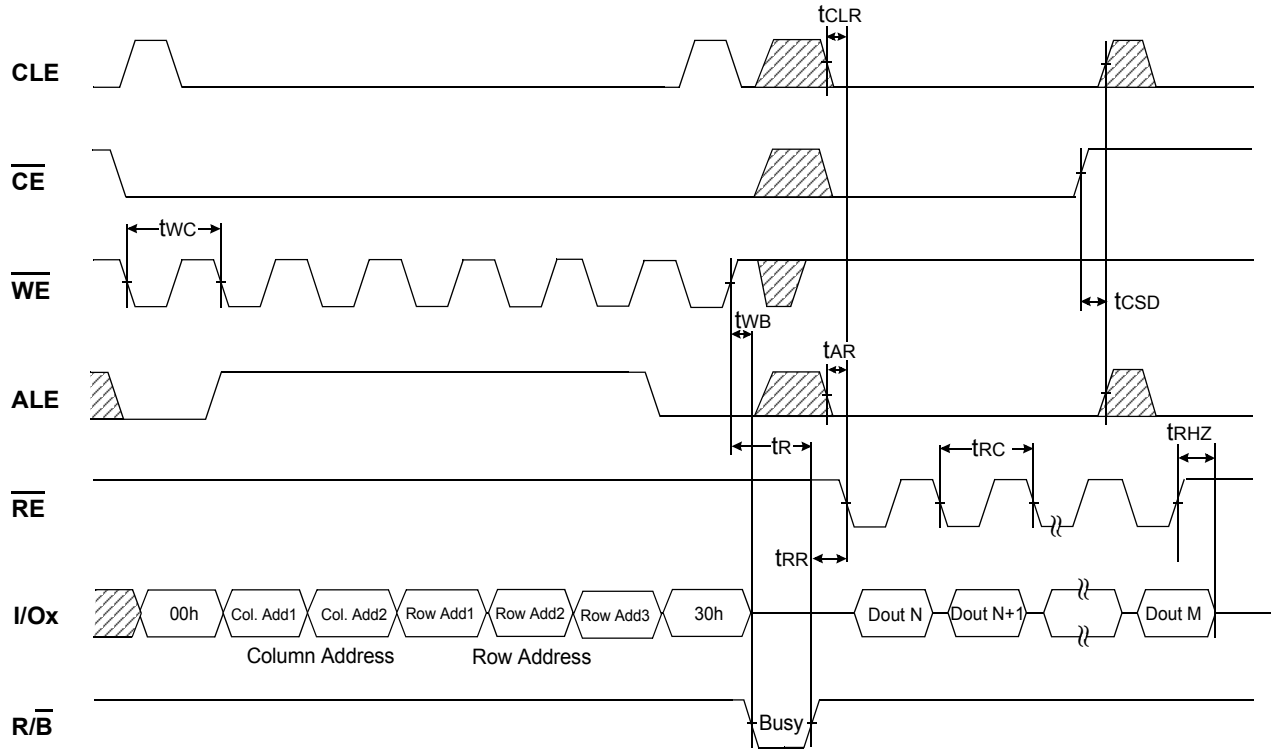 tCLR
CLE
CE
tWC
WE
tWB
tCSD
tAR
ALE
tR
tRC
tRHZ
RE
tRR
I/Ox
00h
Col. Add1
Col. Add2
Row Add1
Row Add2
Row Add3
30h
Dout N
Dout N+1
Dout M
Column Address
Row Address
R/B
Busy